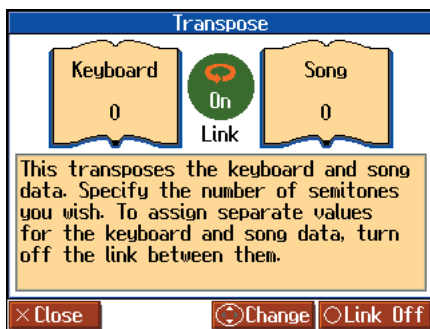 Transpose
Keyboard
0
On
Link
Song
0
This transposes the keyboard and song
data. Specify the number of semitones
you wish. To assign separate values
for the keyboard and song data, turn
off the link between them.
×Close
Change
○Link Off